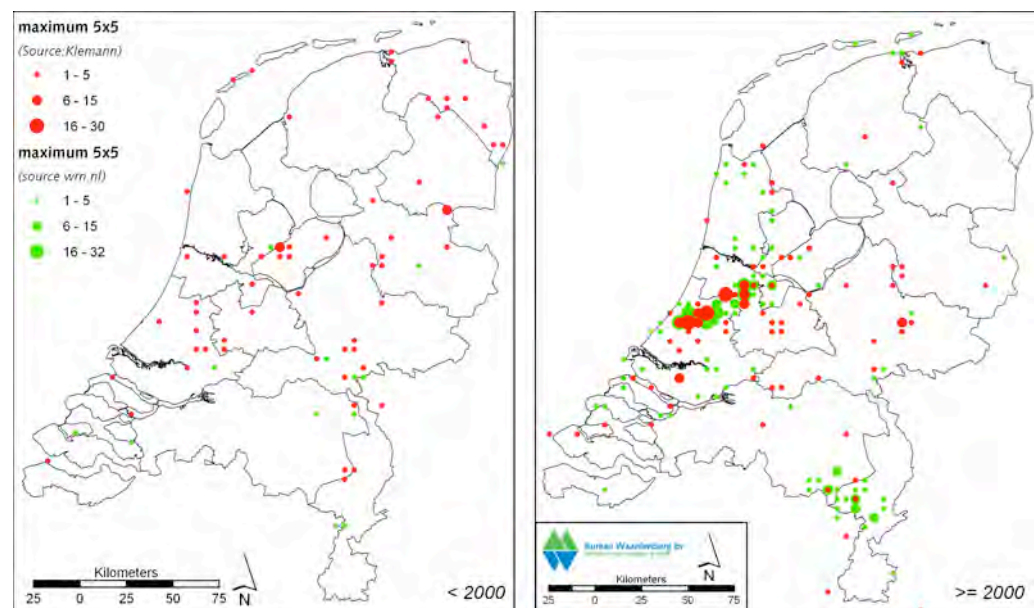 maximum 5x5
(Source:Klemann)
1 - 5
6 - 15
16 - 30
maximum 5x5
(source wrn.nl)
1 - 5
6 - 15
16 - 32
Kilometers
25 0 25 50 75
N
< 2000
Bureau Waardenburg bv
Kilometers
25 0 25 50 75
N
>= 2000